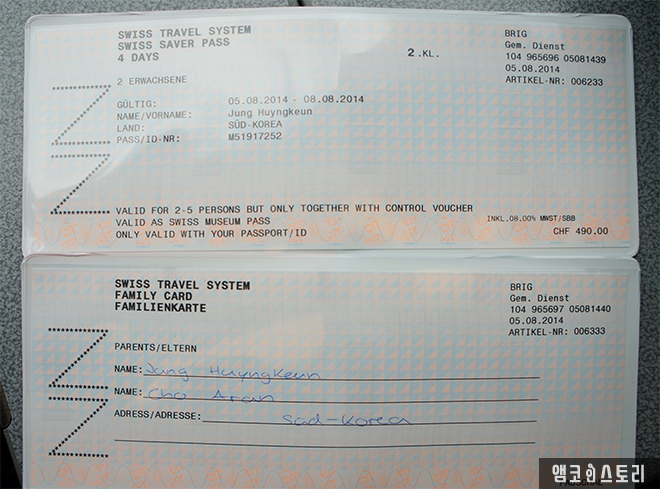 SWISS TRAVEL SYSTEM
SWISS SAVER PASS
4 DAYS
2.KL.
BRIG
Gem. Dienst
104 965696 05081439
05.08.2014
ARTIKEL-NR: 006233
2 ERWACHSENE
GÜLTIG: 05.08.2014 - 08.08.2014
NAME/VORNAME: Jung Huyngkeun
LAND: SÜD-KOREA
PASS/ID-NR: M51917252
VALID FOR 2-5 PERSONS BUT ONLY TOGETHER WITH CONTROL VOUCHER
VALID AS SWISS MUSEUM PASS
ONLY VALID WITH YOUR PASSPORT/ID
INKL.08.00% MWST/SBB
CHF 490.00
SWISS TRAVEL SYSTEM
FAMILY CARD
FAMILIENKARTE
BRIG
Gem. Dienst
104 965697 05081440
05.08.2014
ARTIKEL-NR: 006333
PARENTS/ELTERN
NAME: Jung Huyngkeun
NAME: Cho Aran
ADRESS/ADRESSE: Süd-Korea
앰코人스토리